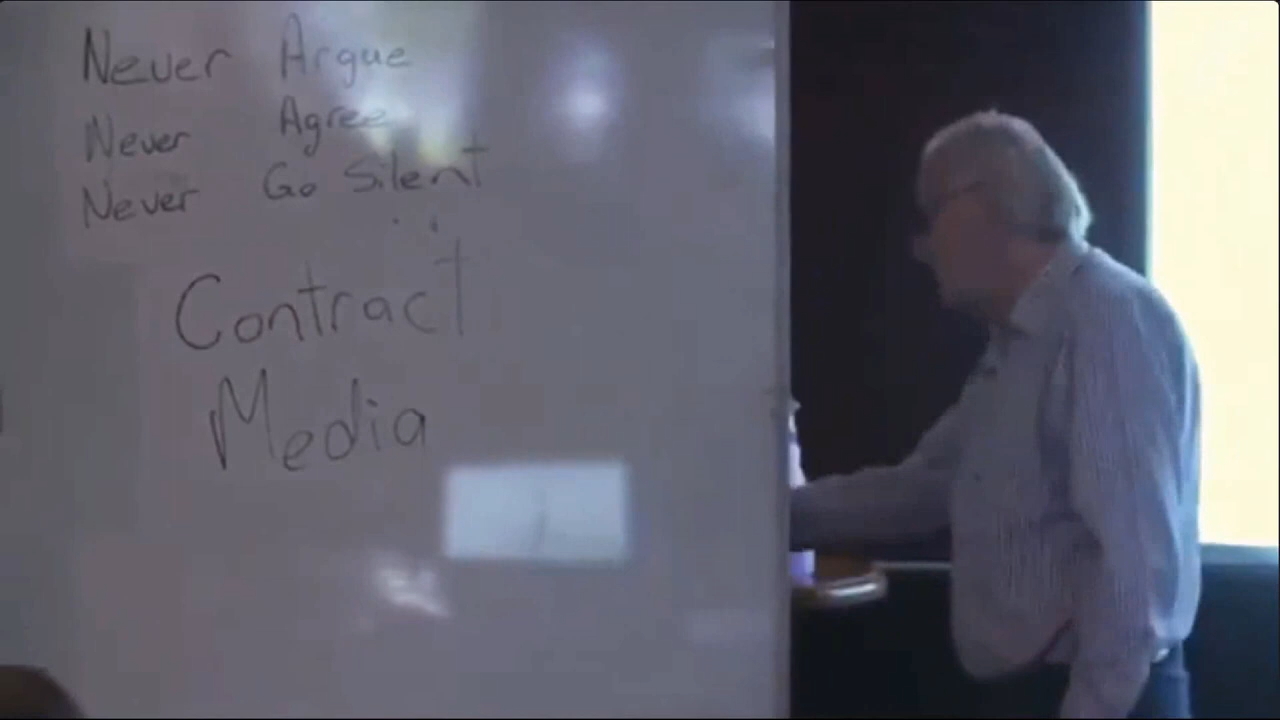 Never Argue
Never Agree
Never Go Silent
Contract
Media